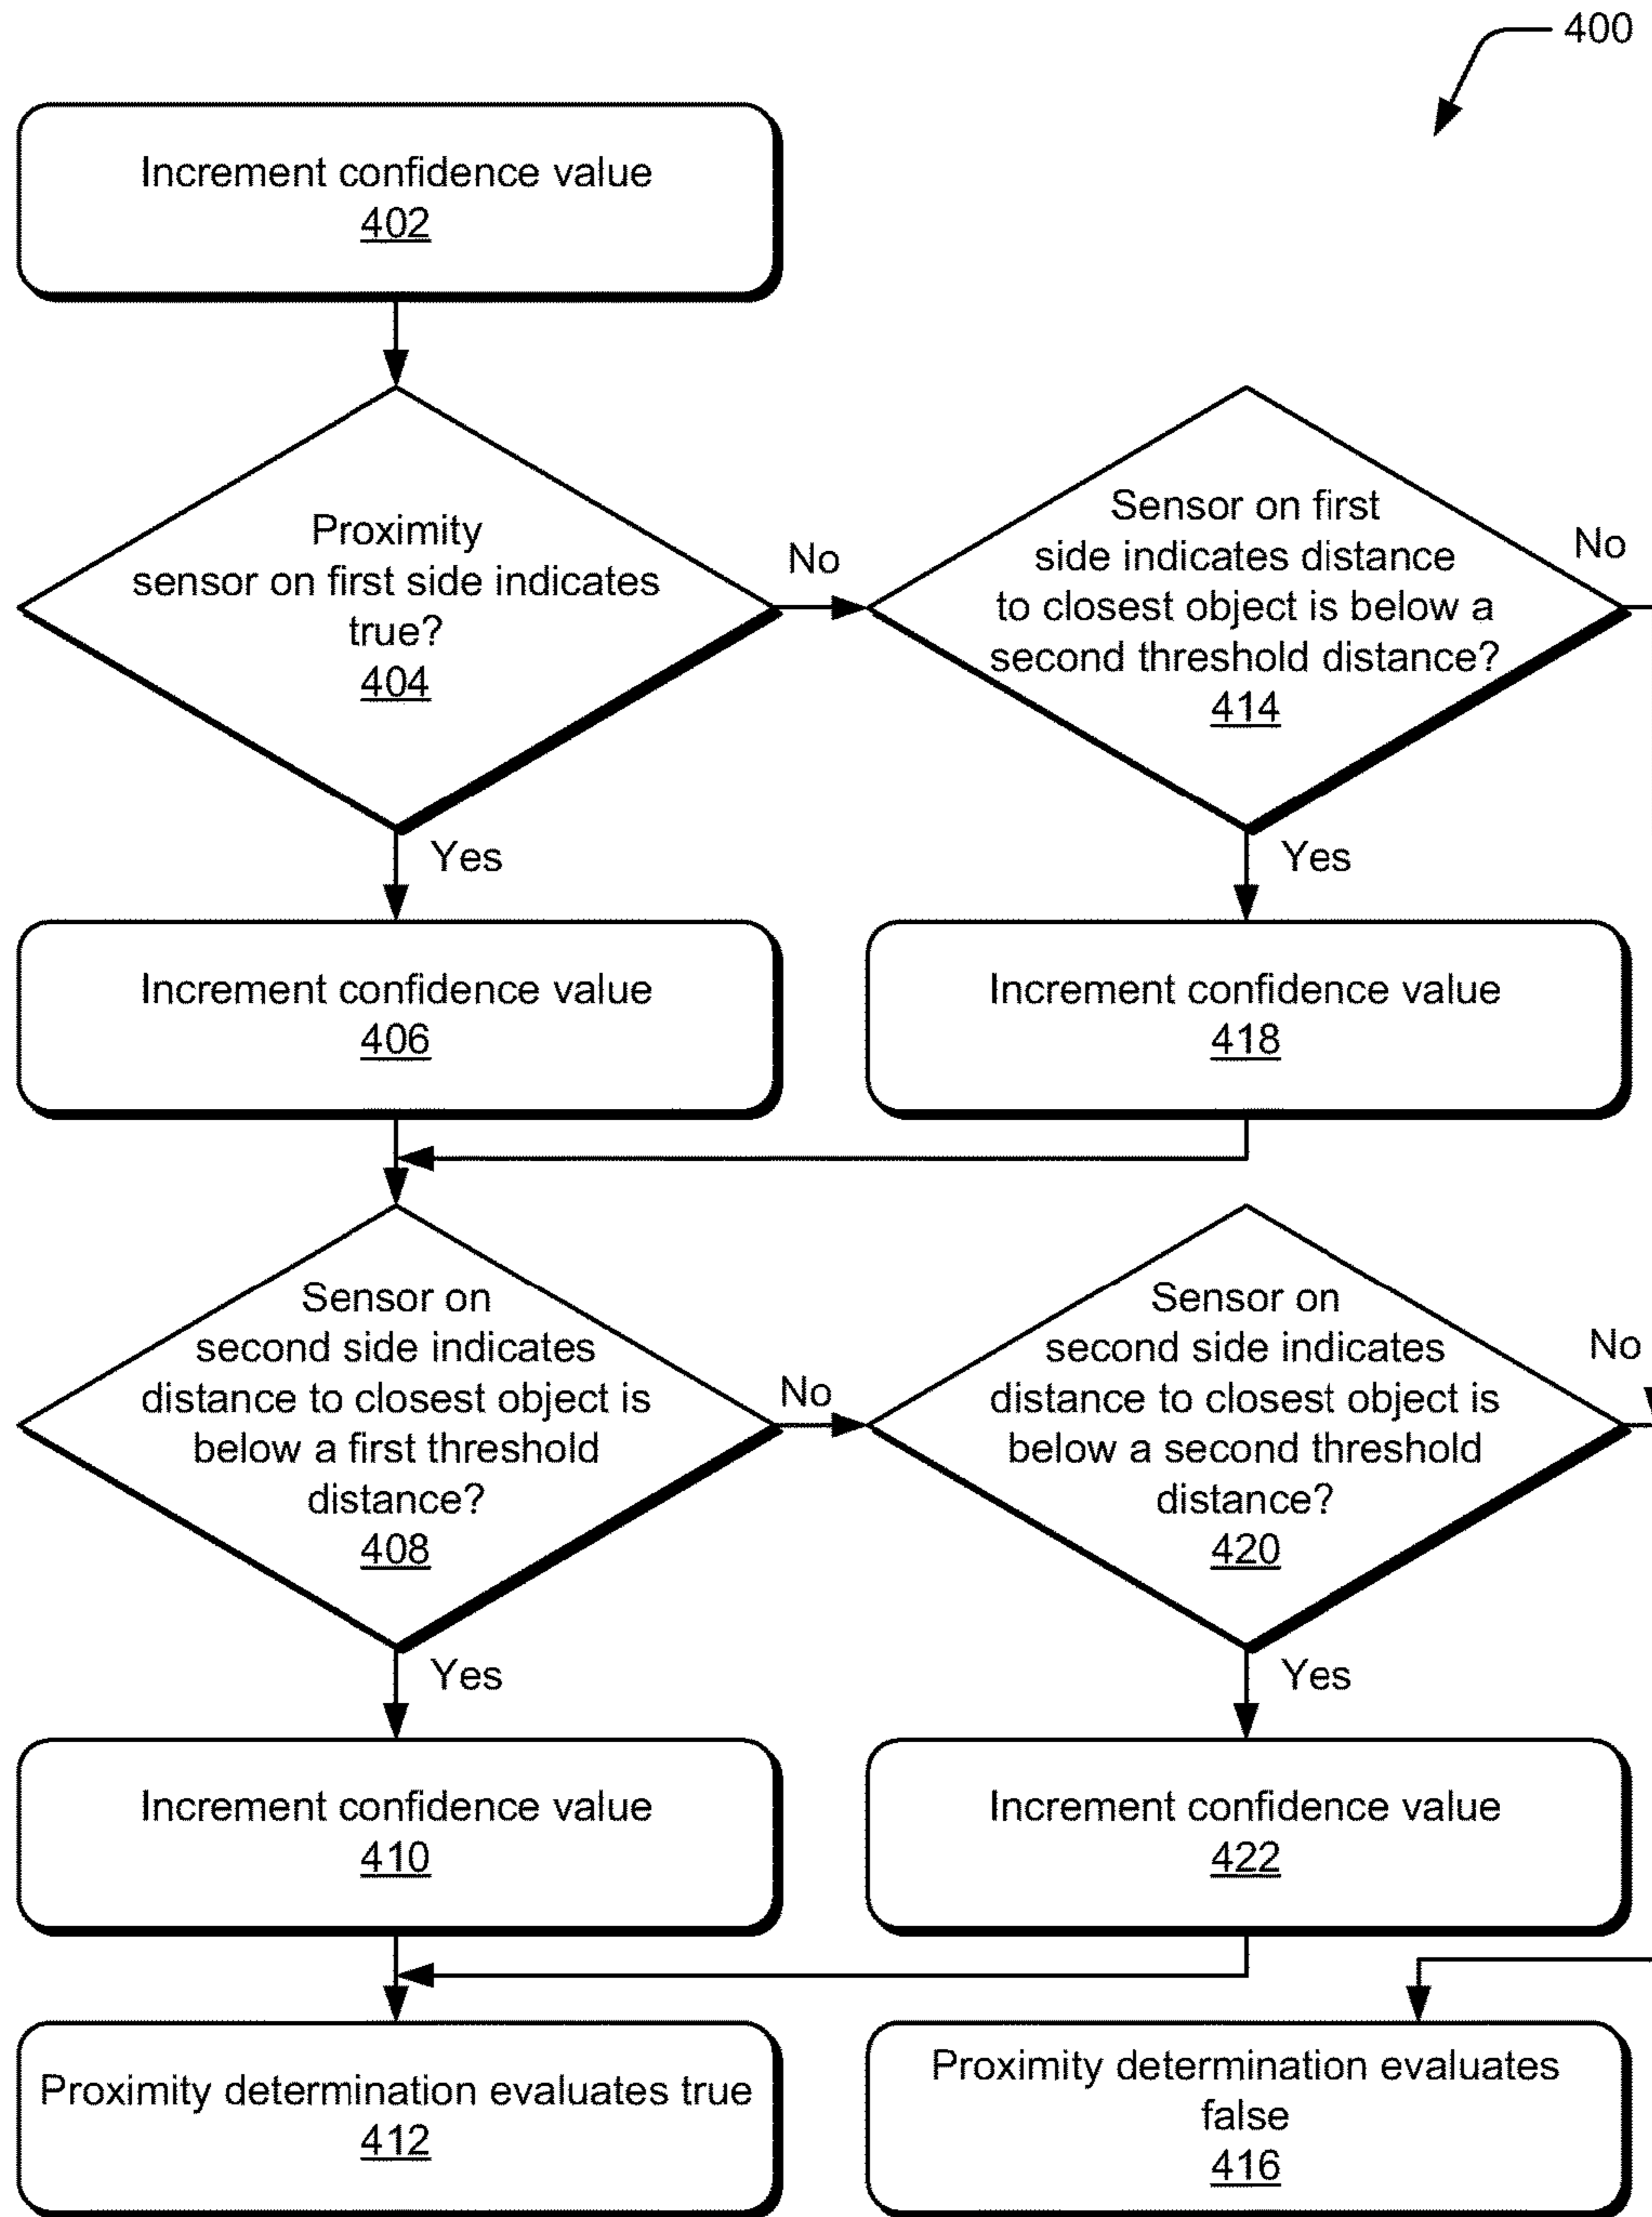 400
Increment confidence value
402
Proximity
sensor on first side indicates
true?
404
No
Sensor on first
side indicates distance
to closest object is below a
second threshold distance?
414
No
Yes
Yes
Increment confidence value
406
Increment confidence value
418
Sensor on
second side indicates
distance to closest object is
below a first threshold
distance?
408
No
Sensor on
second side indicates
distance to closest object is
below a second threshold
distance?
420
No
Yes
Yes
Increment confidence value
410
Increment confidence value
422
Proximity determination evaluates true
412
Proximity determination evaluates
false
416